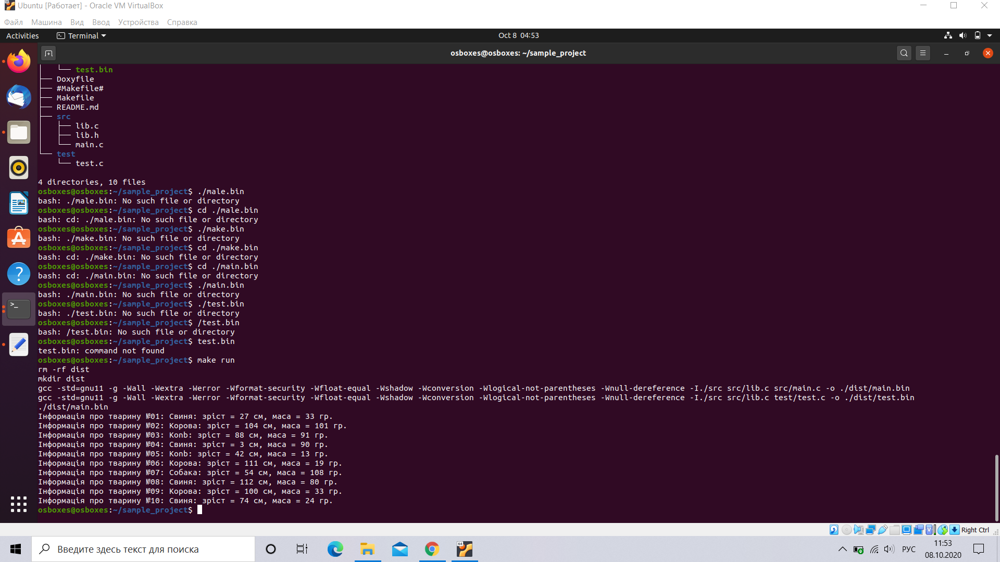 Ubuntu [Работает] - Oracle VM VirtualBox
Файл Машина Вид Ввод Устройства Справка
Activities Terminal Oct 8 04:53
osboxes@osboxes: ~/sample_project
└── test.bin
├── Doxyfile
├── #Makefile#
├── Makefile
├── README.md
├── src
├── lib.c
├── lib.h
└── main.c
└── test
└── test.c
4 directories, 10 files
osboxes@osboxes:~/sample_project$ ./male.bin
bash: ./male.bin: No such file or directory
osboxes@osboxes:~/sample_project$ cd ./male.bin
bash: cd: ./male.bin: No such file or directory
osboxes@osboxes:~/sample_project$ ./make.bin
bash: ./make.bin: No such file or directory
osboxes@osboxes:~/sample_project$ cd ./make.bin
bash: cd: ./make.bin: No such file or directory
osboxes@osboxes:~/sample_project$ cd ./main.bin
bash: cd: ./main.bin: No such file or directory
osboxes@osboxes:~/sample_project$ ./main.bin
bash: ./main.bin: No such file or directory
osboxes@osboxes:~/sample_project$ ./test.bin
bash: ./test.bin: No such file or directory
osboxes@osboxes:~/sample_project$ /test.bin
bash: /test.bin: No such file or directory
osboxes@osboxes:~/sample_project$ test.bin
test.bin: command not found
osboxes@osboxes:~/sample_project$ make run
rm -rf dist
mkdir dist
gcc -std=gnu11 -g -Wall -Wextra -Werror -Wformat-security -Wfloat-equal -Wshadow -Wconversion -Wlogical-not-parentheses -Wnull-dereference -I./src src/lib.c src/main.c -o ./dist/main.bin
gcc -std=gnu11 -g -Wall -Wextra -Werror -Wformat-security -Wfloat-equal -Wshadow -Wconversion -Wlogical-not-parentheses -Wnull-dereference -I./src src/lib.c test/test.c -o ./dist/test.bin
./dist/main.bin
Інформація про тварину №01: Свиня: зріст = 27 см, маса = 33 гр.
Інформація про тварину №02: Корова: зріст = 104 см, маса = 101 гр.
Інформація про тварину №03: Konb: зріст = 88 см, маса = 91 гр.
Інформація про тварину №04: Свиня: зріст = 3 см, маса = 90 гр.
Інформація про тварину №05: Konb: зріст = 42 см, маса = 13 гр.
Інформація про тварину №06: Корова: зріст = 111 см, маса = 19 гр.
Інформація про тварину №07: Собака: зріст = 54 см, маса = 108 гр.
Інформація про тварину №08: Свиня: зріст = 112 см, маса = 80 гр.
Інформація про тварину №09: Корова: зріст = 100 см, маса = 33 гр.
Інформація про тварину №10: Свиня: зріст = 74 см, маса = 24 гр.
osboxes@osboxes:~/sample_project$
Right Ctrl
Введите здесь текст для поиска
РУС
11:53
08.10.2020